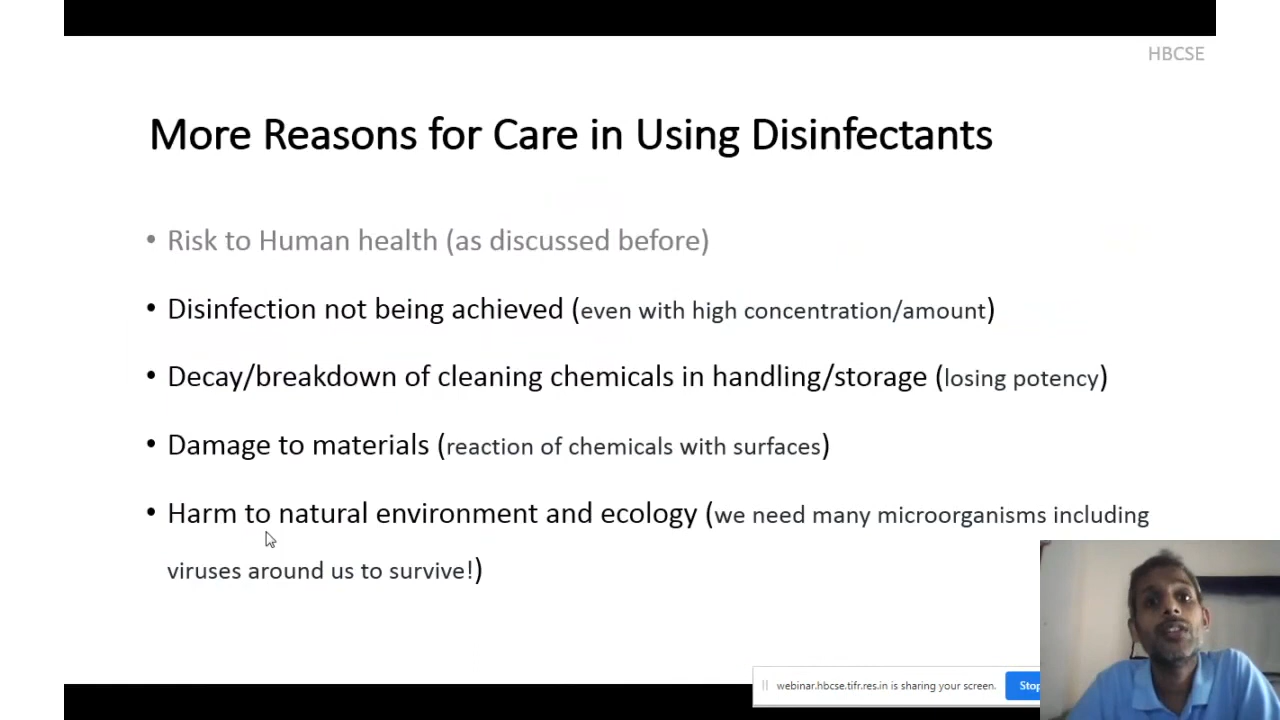 HBCSE
More Reasons for Care in Using Disinfectants
• Risk to Human health (as discussed before)
• Disinfection not being achieved (even with high concentration/amount)
• Decay/breakdown of cleaning chemicals in handling/storage (losing potency)
• Damage to materials (reaction of chemicals with surfaces)
• Harm to natural environment and ecology (we need many microorganisms including
viruses around us to survive!)
webinar.hbcse.tifr.res.in is sharing your screen.
Stop